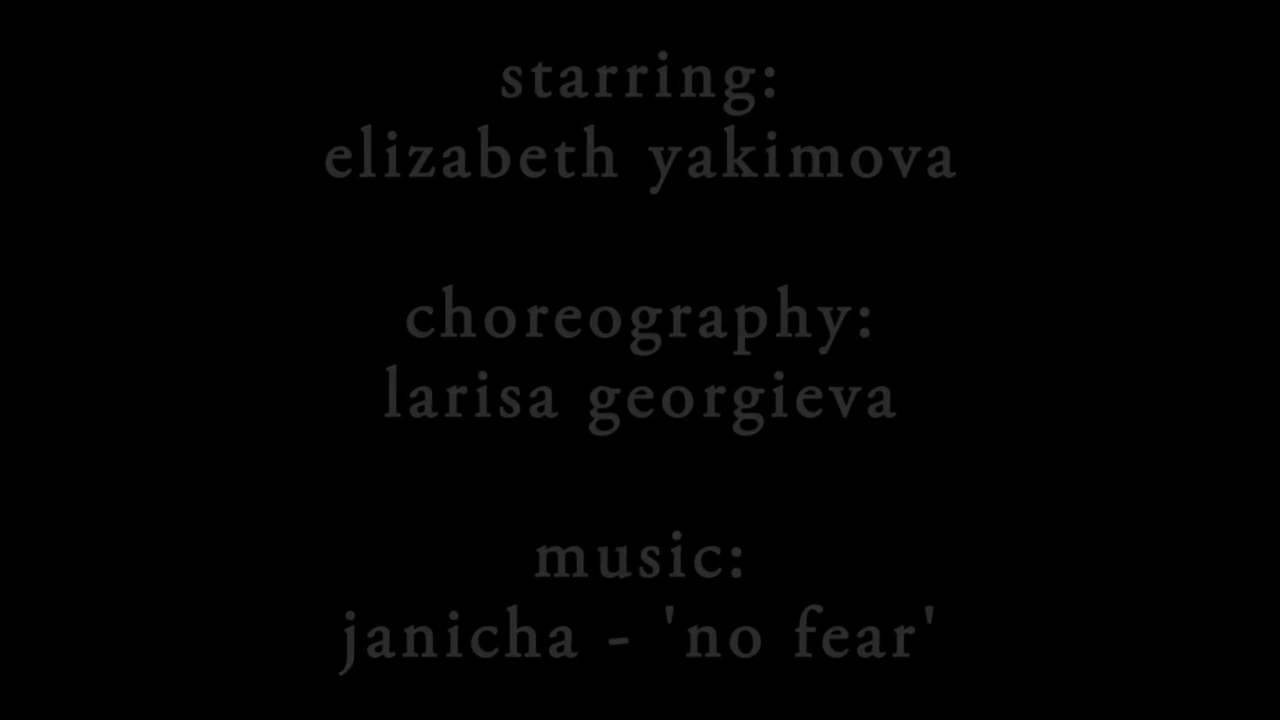 starring:
elizabeth yakimova
choreography:
larisa georgieva
music:
janicha - 'no fear'